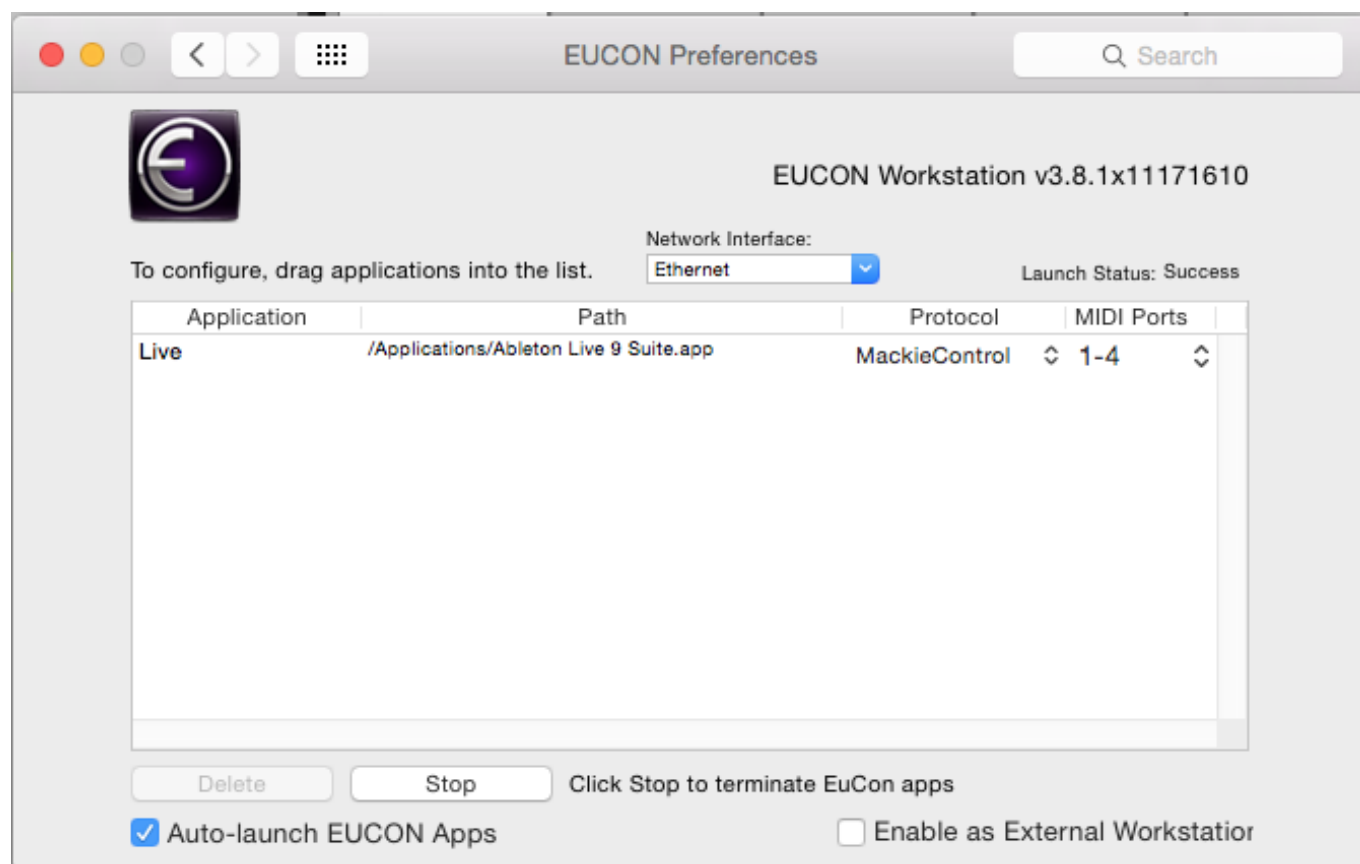 EUCON Preferences
Search
EUCON Workstation v3.8.1x11171610
Network Interface:
To configure, drag applications into the list.
Ethernet
Launch Status: Success
Application Path Protocol MIDI Ports
Live /Applications/Ableton Live 9 Suite.app MackieControl 1-4
Delete Stop Click Stop to terminate EuCon apps
Auto-launch EUCON Apps Enable as External Workstation